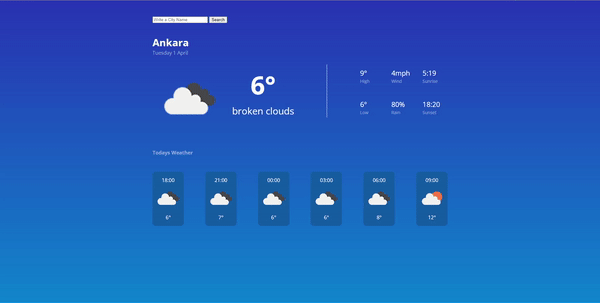 Write a City Name Search
Ankara
Tuesday 1 April
6°
broken clouds
9° 4mph 5:19
High Wind Sunrise
6° 80% 18:20
Low Rain Sunset
Todays Weather
18:00 21:00 00:00 03:00 06:00 09:00
6° 7° 6° 6° 8° 12°